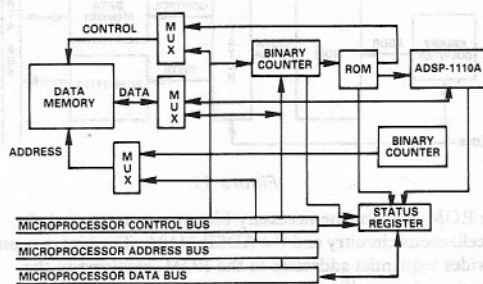 CONTROL
MUX
BINARY
COUNTER
ROM
ADSP-1110A
DATA
MEMORY
DATA
MUX
BINARY
COUNTER
ADDRESS
MUX
STATUS
REGISTER
MICROPROCESSOR CONTROL BUS
MICROPROCESSOR ADDRESS BUS
MICROPROCESSOR DATA BUS